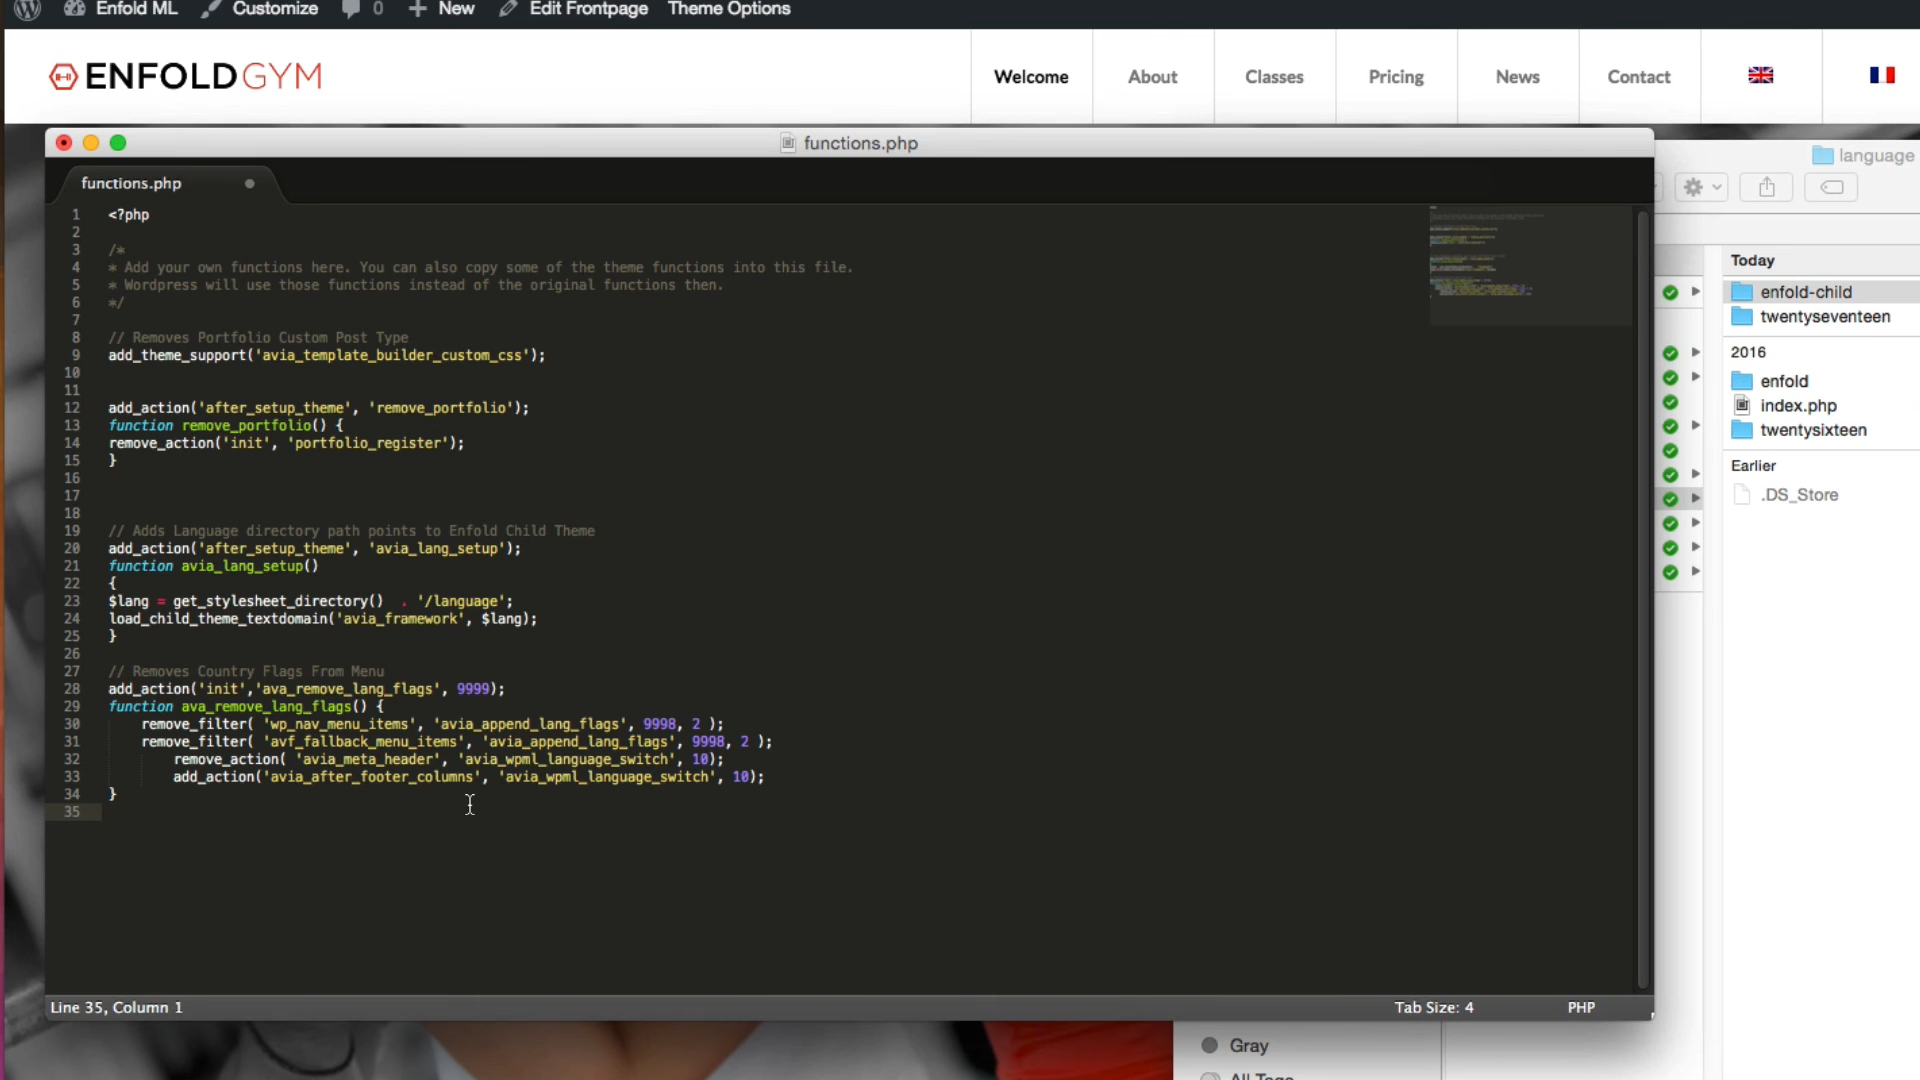 Enfold ML Customize 0 New Edit Frontpage Theme Options
ENFOLDGYM
Welcome About Classes Pricing News Contact
functions.php
language
functions.php
1 <?php
2
3 /*
4 * Add your own functions here. You can also copy some of the theme functions into this file.
5 * Wordpress will use those functions instead of the original functions then.
6 */
7
8 // Removes Portfolio Custom Post Type
9 add_theme_support('avia_template_builder_custom_css');
10
11
12 add_action('after_setup_theme', 'remove_portfolio');
13 function remove_portfolio() {
14 remove_action('init', 'portfolio_register');
15 }
16
17
18
19 // Adds Language directory path points to Enfold Child Theme
20 add_action('after_setup_theme', 'avia_lang_setup');
21 function avia_lang_setup()
22 {
23 $lang = get_stylesheet_directory() . '/language';
24 load_child_theme_textdomain('avia_framework', $lang);
25 }
26
27 // Removes Country Flags From Menu
28 add_action('init','ava_remove_lang_flags', 9999);
29 function ava_remove_lang_flags() {
30 remove_filter( 'wp_nav_menu_items', 'avia_append_lang_flags', 9998, 2 );
31 remove_filter( 'avf_fallback_menu_items', 'avia_append_lang_flags', 9998, 2 );
32 remove_action( 'avia_meta_header', 'avia_wpml_language_switch', 10);
33 add_action('avia_after_footer_columns', 'avia_wpml_language_switch', 10);
34 }
35
Line 35, Column 1
Tab Size: 4
PHP
Today
enfold-child
twentyseventeen
2016
enfold
index.php
twentysixteen
Earlier
.DS_Store
Gray
All Tags